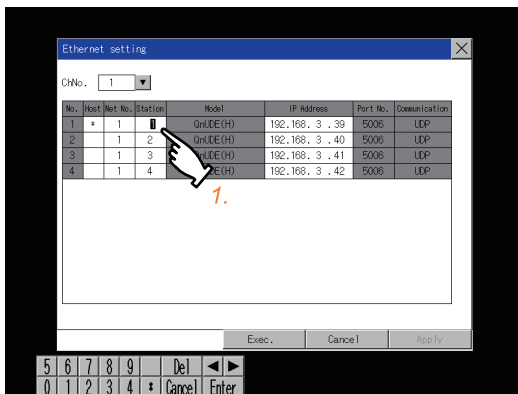 Ethernet setting
ChNo. 1 ▼
No. Host Net No. Station Model IP Address Port No. Communication
1 * 1 1 QnUDE(H) 192.168. 3 .39 5006 UDP
2 1 2 QnUDE(H) 192.168. 3 .40 5006 UDP
3 1 3 QnUDE(H) 192.168. 3 .41 5006 UDP
4 1 4 QnUDE(H) 192.168. 3 .42 5006 UDP
1.
Exec. Cancel Apply
5 6 7 8 9 Del ◄ ►
0 1 2 3 4 * Cancel Enter